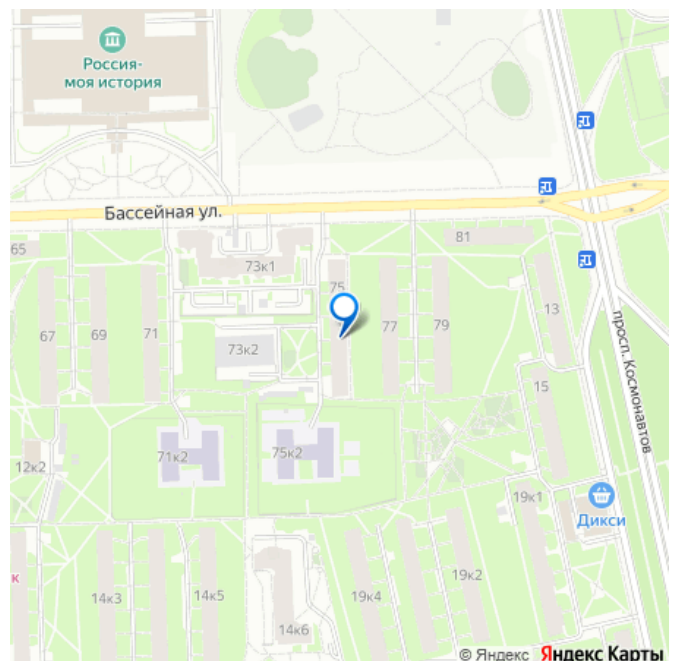 Россия-
моя история
Бассейная ул.
65
73к1
81
75
67
69
71
77
79
13
73к2
просп. Космонавтов
15
12к2
71к2
75к2
19к1
Дикси
к
14к3
14к5
19к4
19к2
14к6
© Яндекс Яндекс Карты